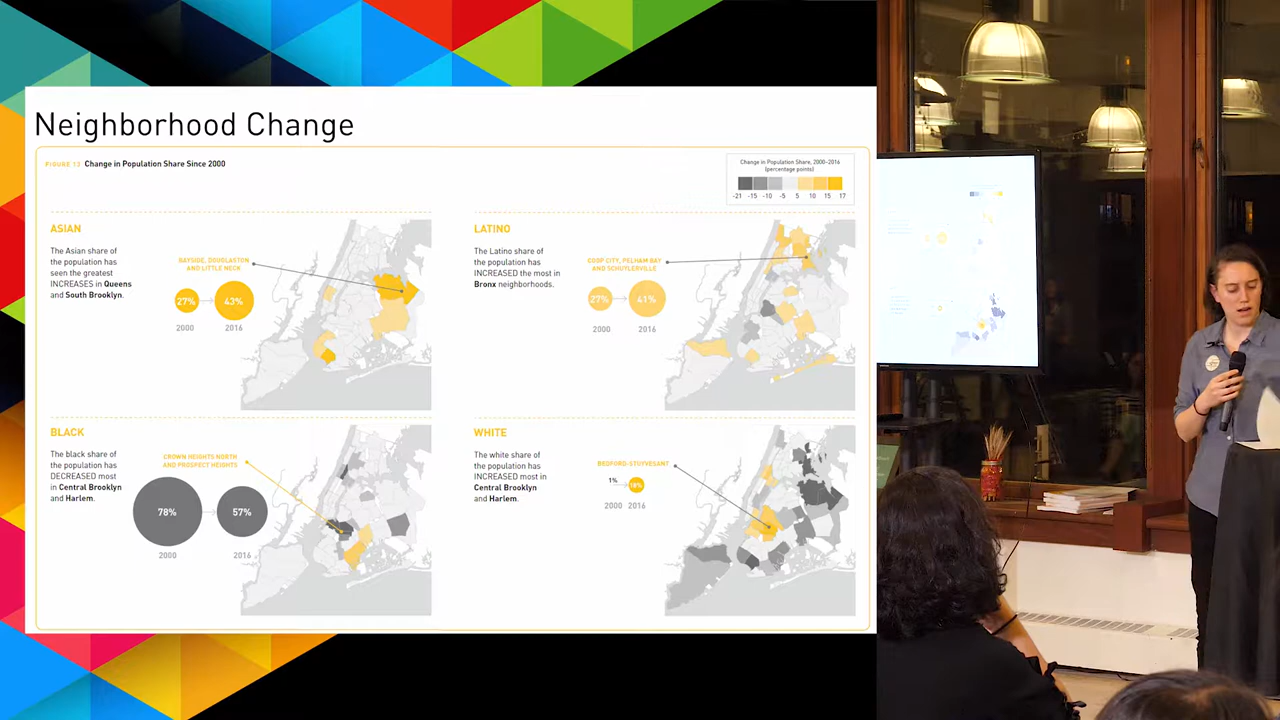 Neighborhood Change
FIGURE 13 Change in Population Share Since 2000
Change in Population Share, 2000–2016
(percentage points)
-21 -15 -10 -5 5 10 15 17
ASIAN
The Asian share of
the population has
seen the greatest
INCREASES in Queens
and South Brooklyn.
BAYSIDE, DOUGLASTON
AND LITTLE NECK
27% 43%
2000 2016
LATINO
The Latino share of
the population has
INCREASED the most in
Bronx neighborhoods.
COOP CITY, PELHAM BAY
AND SCHUYLERVILLE
27% 41%
2000 2016
BLACK
The black share of
the population has
DECREASED most
in Central Brooklyn
and Harlem.
CROWN HEIGHTS NORTH
AND PROSPECT HEIGHTS
78% 57%
2000 2016
WHITE
The white share of
the population has
INCREASED most in
Central Brooklyn
and Harlem.
BEDFORD-STUYVESANT
1% 18%
2000 2016